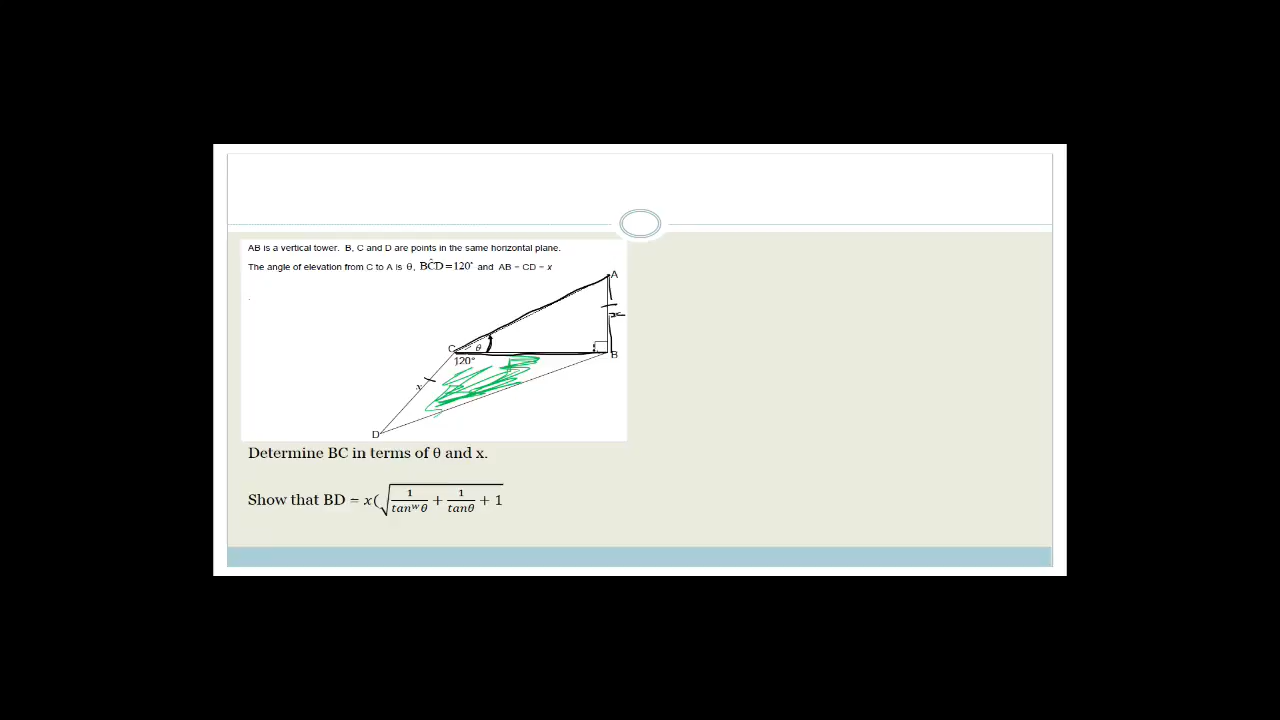 AB is a vertical tower. B, C and D are points in the same horizontal plane.
The angle of elevation from C to A is θ, BĈD = 120° and AB = CD = x
A
x
C
θ
B
120°
x
D
Determine BC in terms of θ and x.
Show that BD = x(√(1/tanʷθ + 1/tanθ + 1